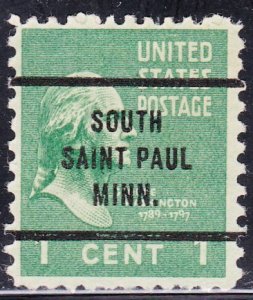 UNITED
STATES
POSTAGE
SOUTH
SAINT PAUL
MINN.
1789-1797
1 CENT 1